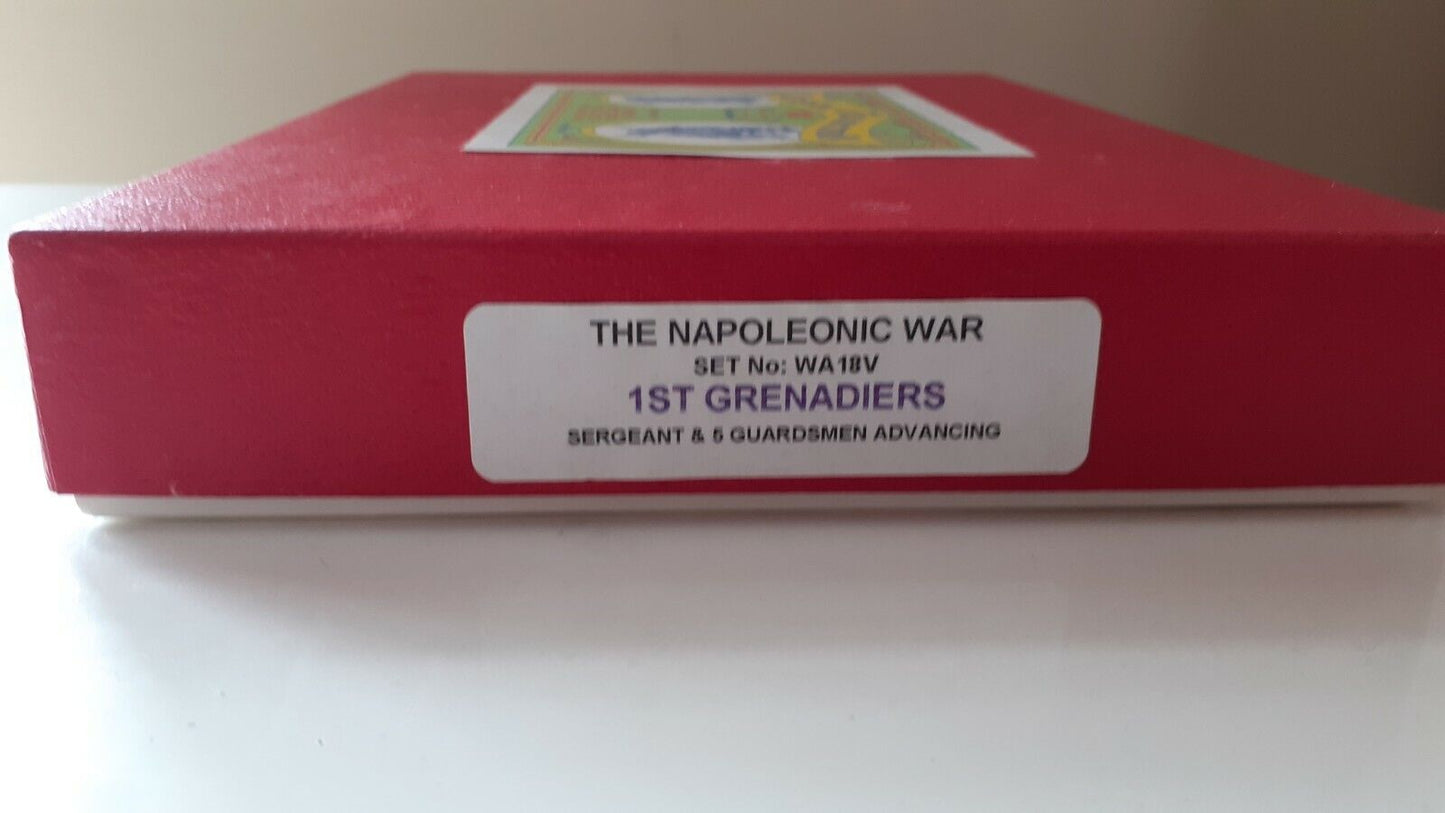 THE NAPOLEONIC WAR
SET No: WA18V
1ST GRENADIERS
SERGEANT & 5 GUARDSMEN ADVANCING